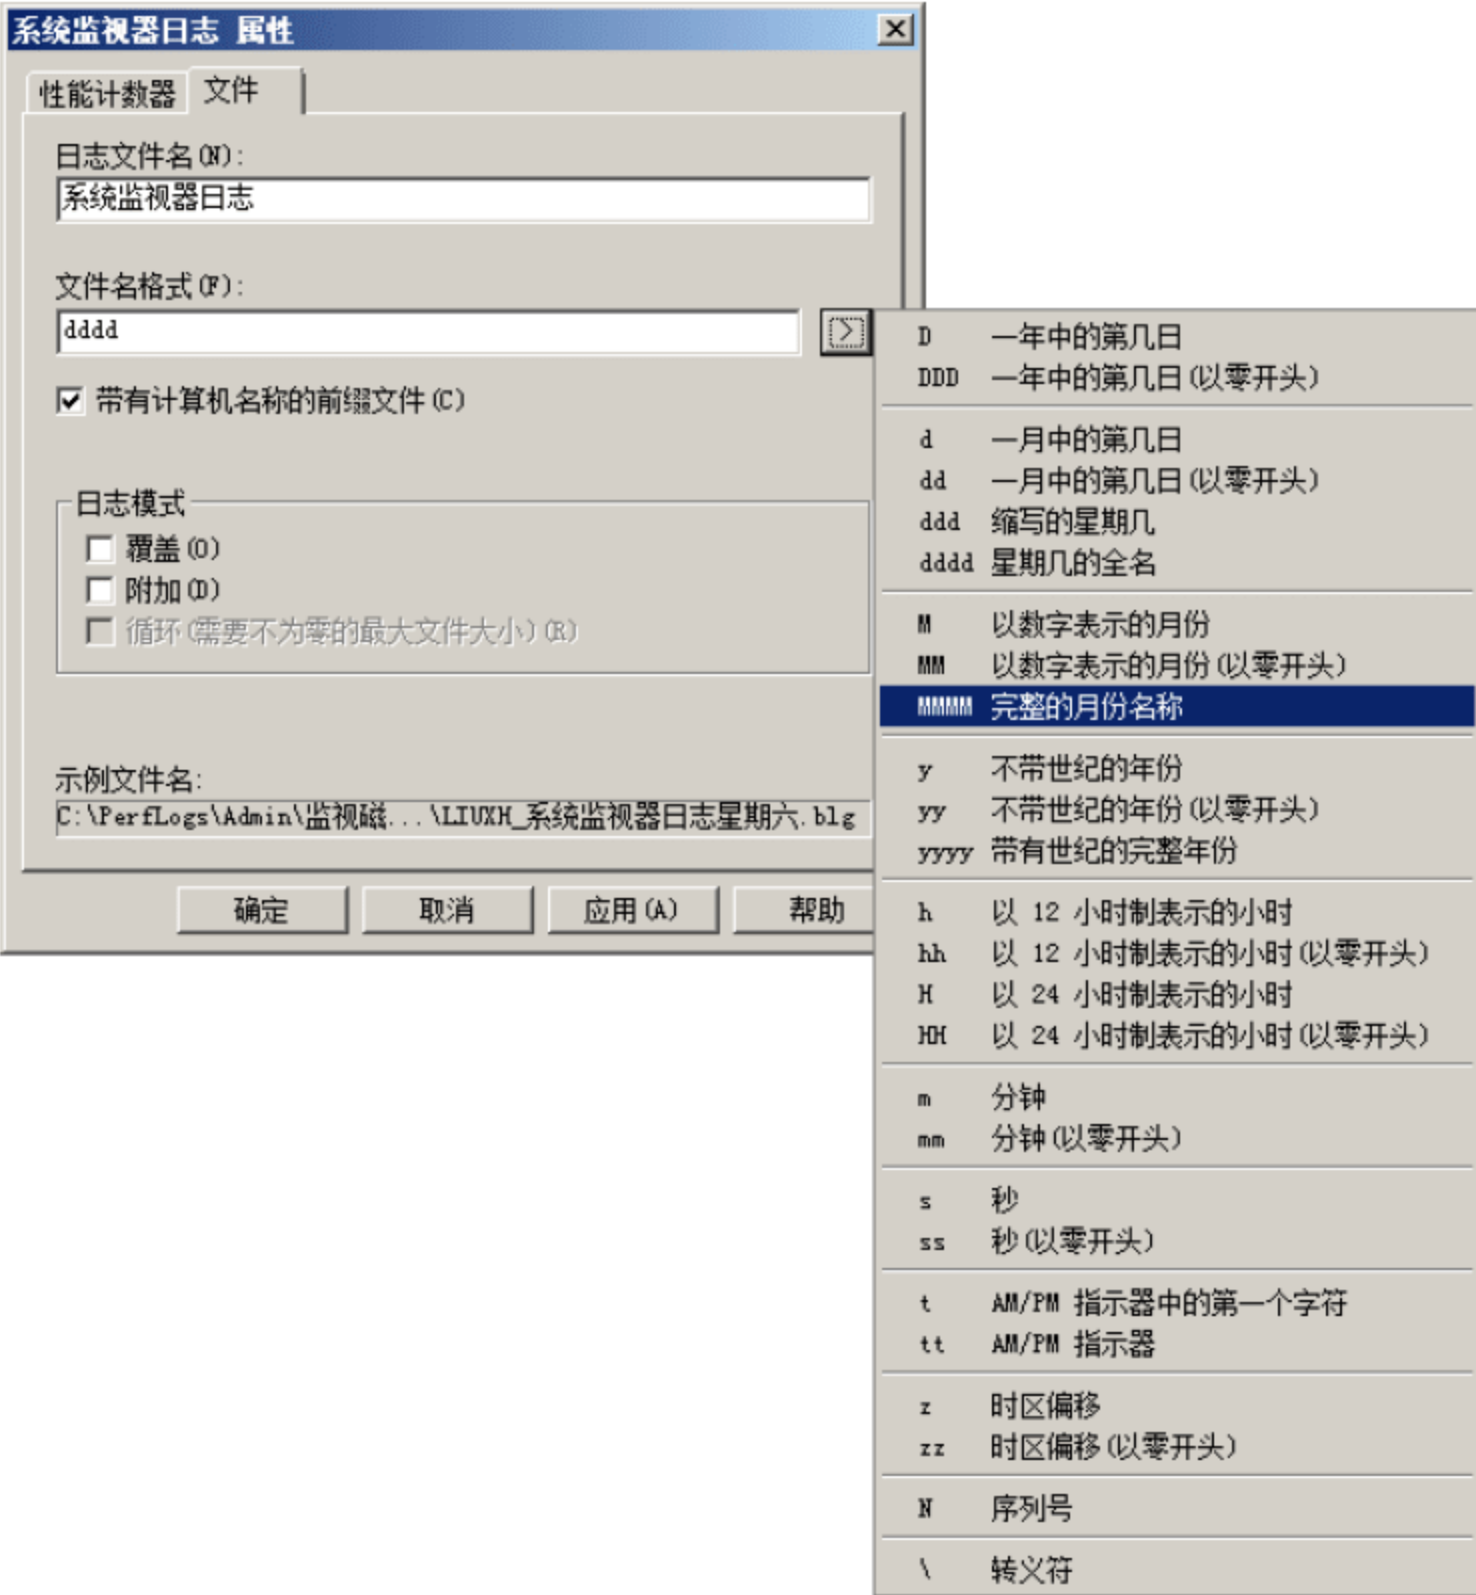 系统监视器日志 属性
性能计数器 文件
日志文件名(N):
系统监视器日志
文件名格式(F):
dddd
带有计算机名称的前缀文件(C)
日志模式
覆盖(O)
附加(D)
循环(需要不为零的最大文件大小)(R)
示例文件名:
C:\PerfLogs\Admin\监视磁...\LIUXH_系统监视器日志星期六.blg
确定 取消 应用(A) 帮助
D 一年中的第几日
DDD 一年中的第几日(以零开头)
d 一月中的第几日
dd 一月中的第几日(以零开头)
ddd 缩写的星期几
dddd 星期几的全名
M 以数字表示的月份
MM 以数字表示的月份(以零开头)
MMMM 完整的月份名称
y 不带世纪的年份
yy 不带世纪的年份(以零开头)
yyyy 带有世纪的完整年份
h 以 12 小时制表示的小时
hh 以 12 小时制表示的小时(以零开头)
H 以 24 小时制表示的小时
HH 以 24 小时制表示的小时(以零开头)
m 分钟
mm 分钟(以零开头)
s 秒
ss 秒(以零开头)
t AM/PM 指示器中的第一个字符
tt AM/PM 指示器
z 时区偏移
zz 时区偏移(以零开头)
N 序列号
\ 转义符